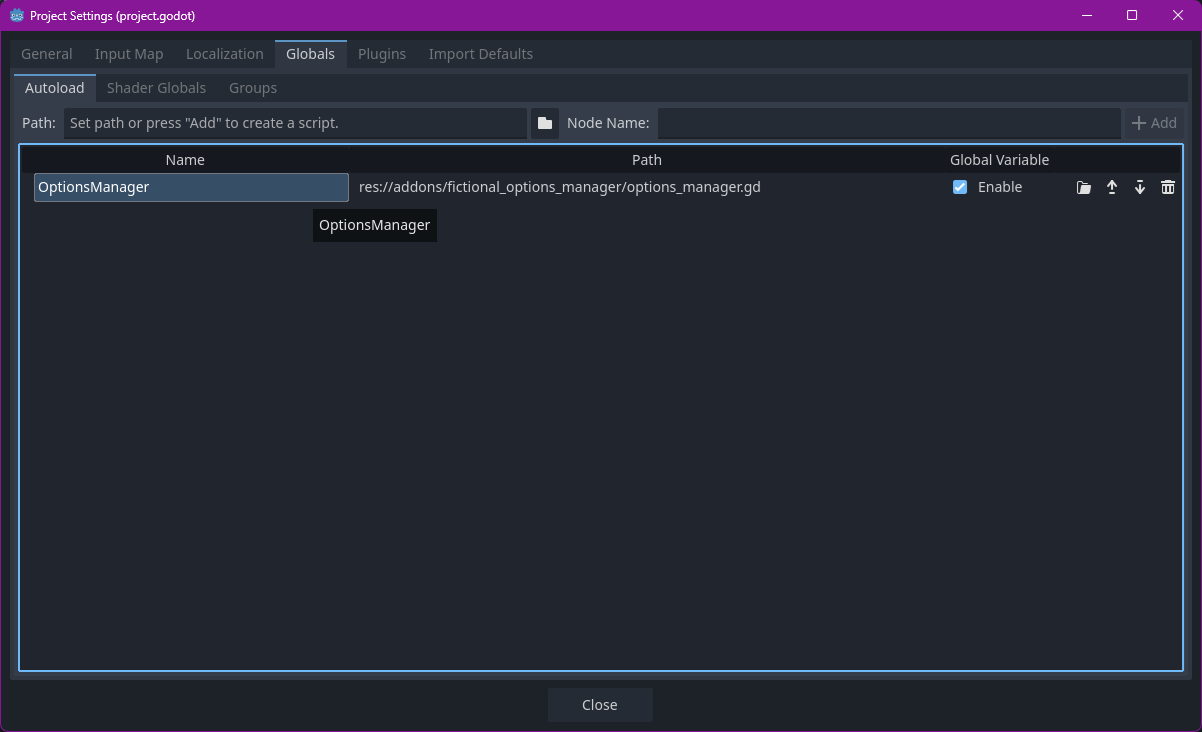 Project Settings (project.godot)
General Input Map Localization Globals Plugins Import Defaults
Autoload Shader Globals Groups
Path: Set path or press "Add" to create a script. Node Name: Add
Name Path Global Variable
OptionsManager res://addons/fictional_options_manager/options_manager.gd Enable
OptionsManager
Close